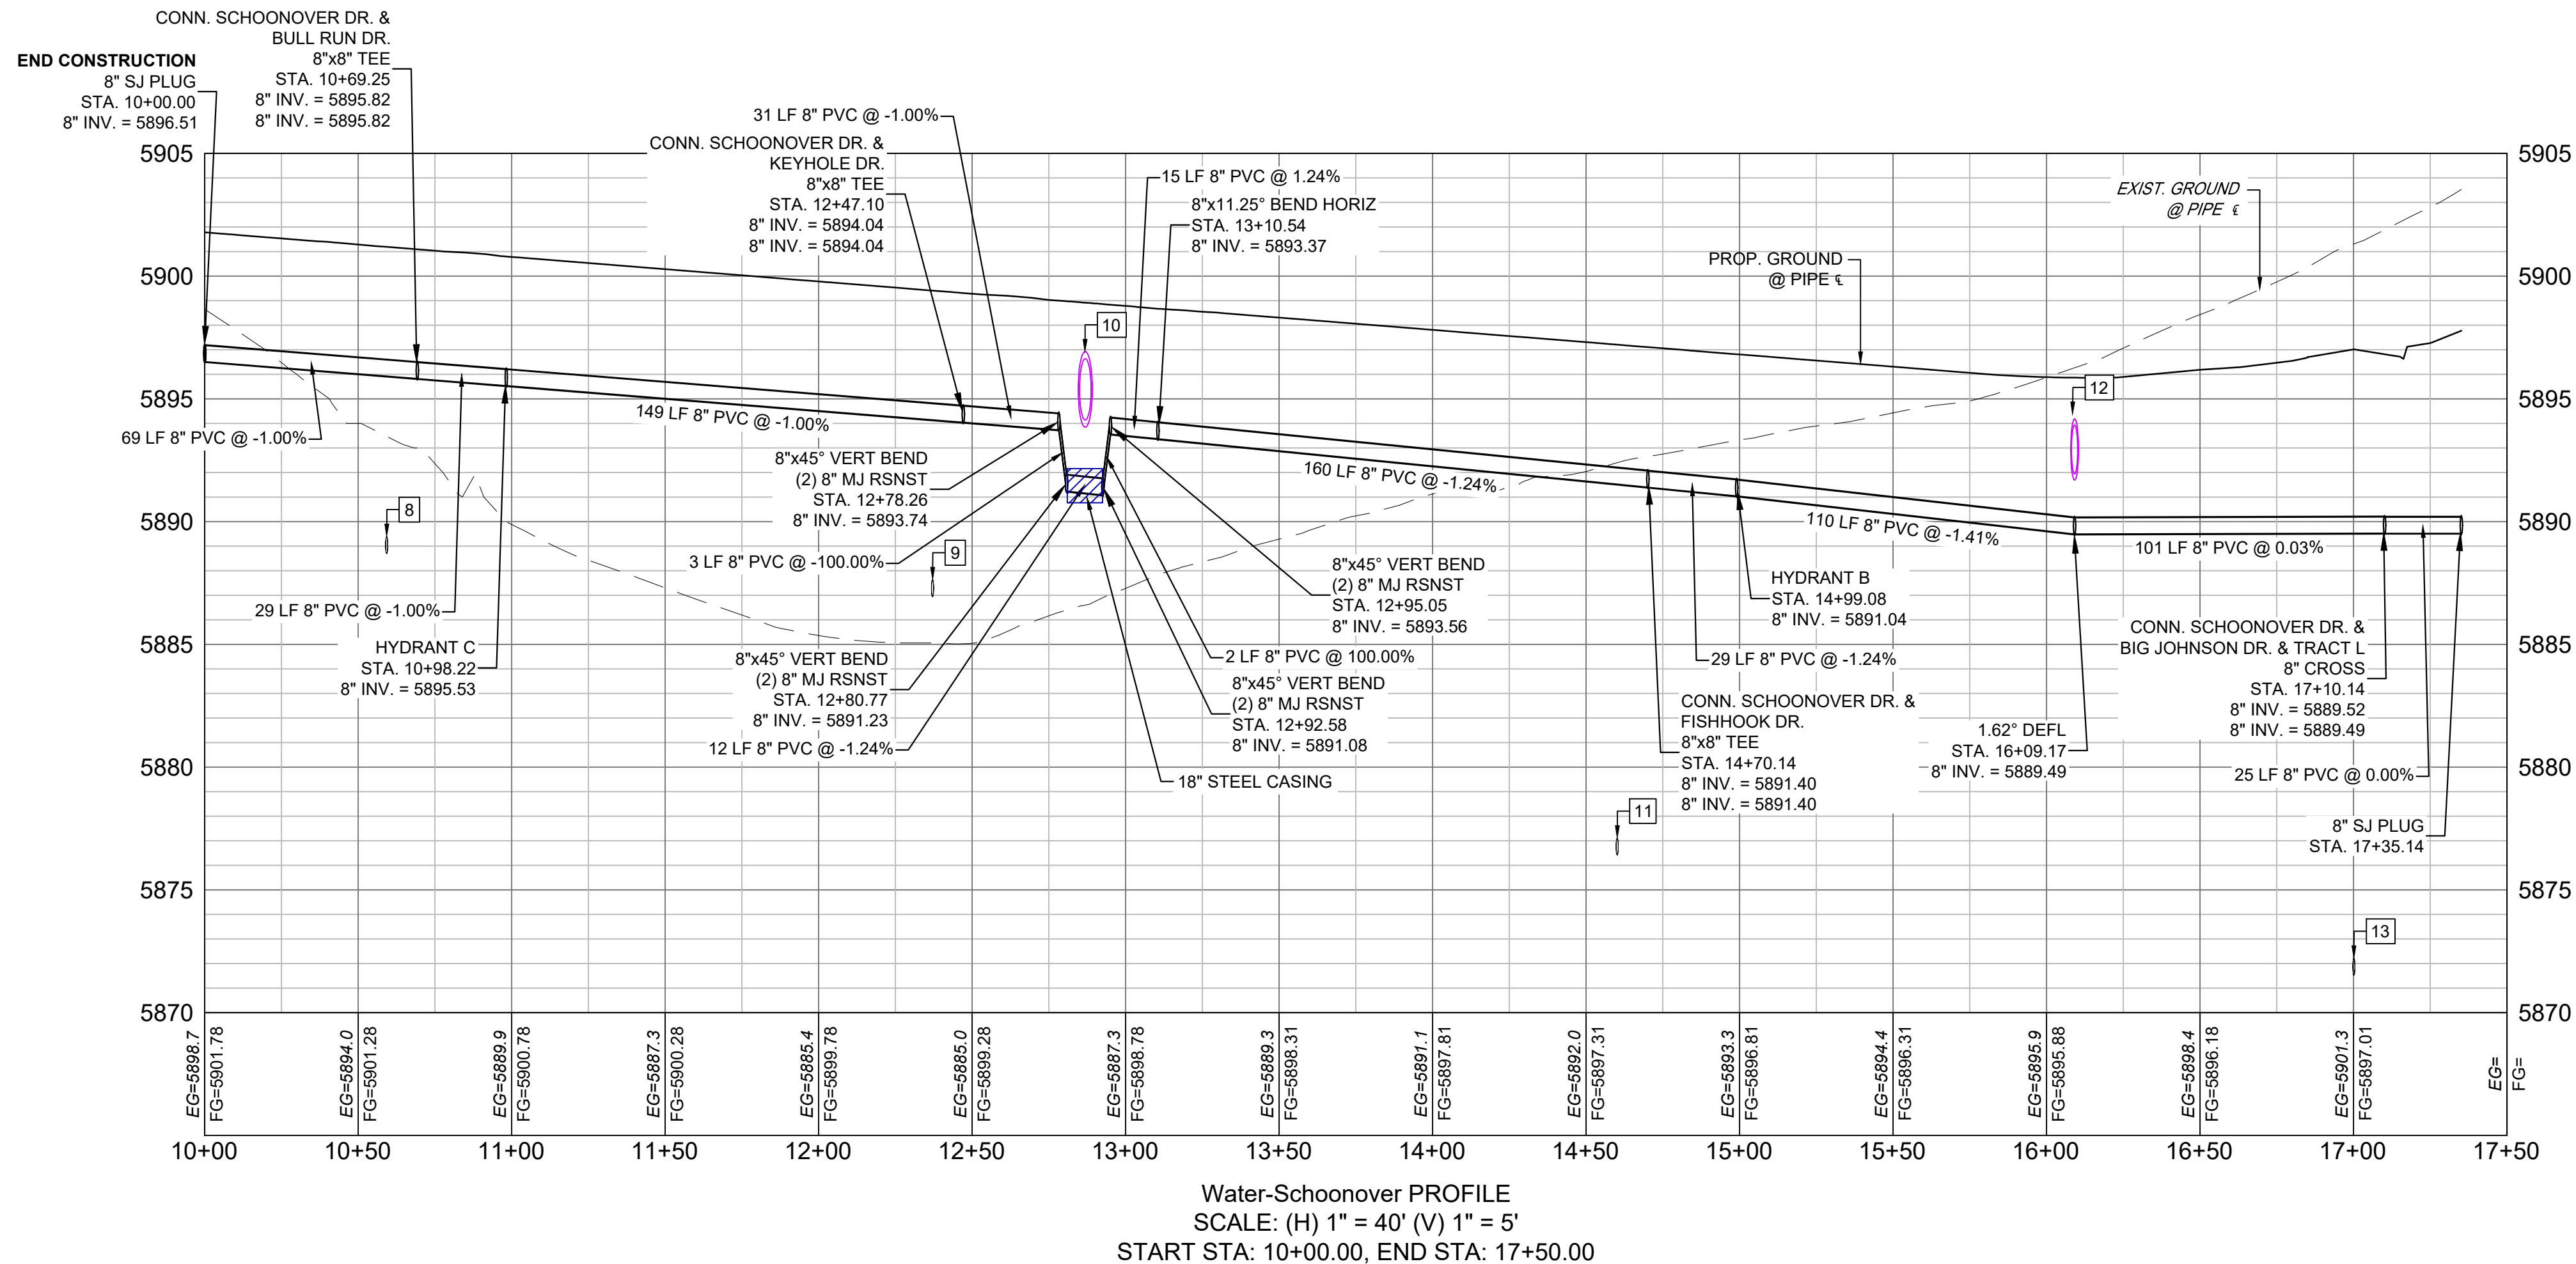 CONN. SCHOONOVER DR. &
BULL RUN DR.
8"x8" TEE
STA. 10+69.25
8" INV. = 5895.82
8" INV. = 5895.82
END CONSTRUCTION
8" SJ PLUG
STA. 10+00.00
8" INV. = 5896.51
31 LF 8" PVC @ -1.00%
CONN. SCHOONOVER DR. &
KEYHOLE DR.
8"x8" TEE
STA. 12+47.10
8" INV. = 5894.04
8" INV. = 5894.04
15 LF 8" PVC @ 1.24%
8"x11.25° BEND HORIZ
STA. 13+10.54
8" INV. = 5893.37
EXIST. GROUND
@ PIPE ℄
PROP. GROUND
@ PIPE ℄
5905
5900
5895
5890
5885
5880
5875
5870
5905
5900
5895
5890
5885
5880
5875
5870
10
12
69 LF 8" PVC @ -1.00%
149 LF 8" PVC @ -1.00%
8"x45° VERT BEND
(2) 8" MJ RSNST
STA. 12+78.26
8" INV. = 5893.74
160 LF 8" PVC @ -1.24%
8
9
3 LF 8" PVC @ -100.00%
110 LF 8" PVC @ -1.41%
101 LF 8" PVC @ 0.03%
8"x45° VERT BEND
(2) 8" MJ RSNST
STA. 12+95.05
8" INV. = 5893.56
HYDRANT B
STA. 14+99.08
8" INV. = 5891.04
29 LF 8" PVC @ -1.00%
HYDRANT C
STA. 10+98.22
8" INV. = 5895.53
8"x45° VERT BEND
(2) 8" MJ RSNST
STA. 12+80.77
8" INV. = 5891.23
12 LF 8" PVC @ -1.24%
2 LF 8" PVC @ 100.00%
8"x45° VERT BEND
(2) 8" MJ RSNST
STA. 12+92.58
8" INV. = 5891.08
18" STEEL CASING
29 LF 8" PVC @ -1.24%
CONN. SCHOONOVER DR. &
FISHHOOK DR.
8"x8" TEE
STA. 14+70.14
8" INV. = 5891.40
8" INV. = 5891.40
CONN. SCHOONOVER DR. &
BIG JOHNSON DR. & TRACT L
8" CROSS
STA. 17+10.14
8" INV. = 5889.52
8" INV. = 5889.49
1.62° DEFL
STA. 16+09.17
8" INV. = 5889.49
25 LF 8" PVC @ 0.00%
8" SJ PLUG
STA. 17+35.14
11
13
EG=5898.7
FG=5901.78
EG=5894.0
FG=5901.28
EG=5889.9
FG=5900.78
EG=5887.3
FG=5900.28
EG=5885.4
FG=5899.78
EG=5885.0
FG=5899.28
EG=5887.3
FG=5898.78
EG=5889.3
FG=5898.31
EG=5891.1
FG=5897.81
EG=5892.0
FG=5897.31
EG=5893.3
FG=5896.81
EG=5894.4
FG=5896.31
EG=5895.9
FG=5895.88
EG=5898.4
FG=5896.18
EG=5901.3
FG=5897.01
EG=
FG=
10+00
10+50
11+00
11+50
12+00
12+50
13+00
13+50
14+00
14+50
15+00
15+50
16+00
16+50
17+00
17+50
Water-Schoonover PROFILE
SCALE: (H) 1" = 40' (V) 1" = 5'
START STA: 10+00.00, END STA: 17+50.00